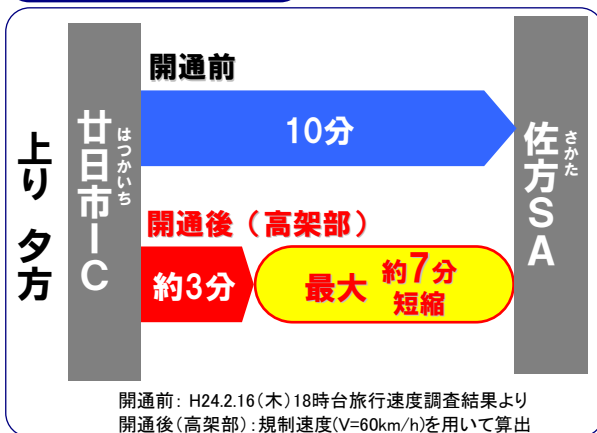 開通前
10分
上り 夕方
廿日市IC
はつかいち
佐方SA
さかた
開通後（高架部）
約3分
最大 約7分
短縮
開通前：H24.2.16（木）18時台旅行速度調査結果より
開通後（高架部）：規制速度（V=60km/h）を用いて算出